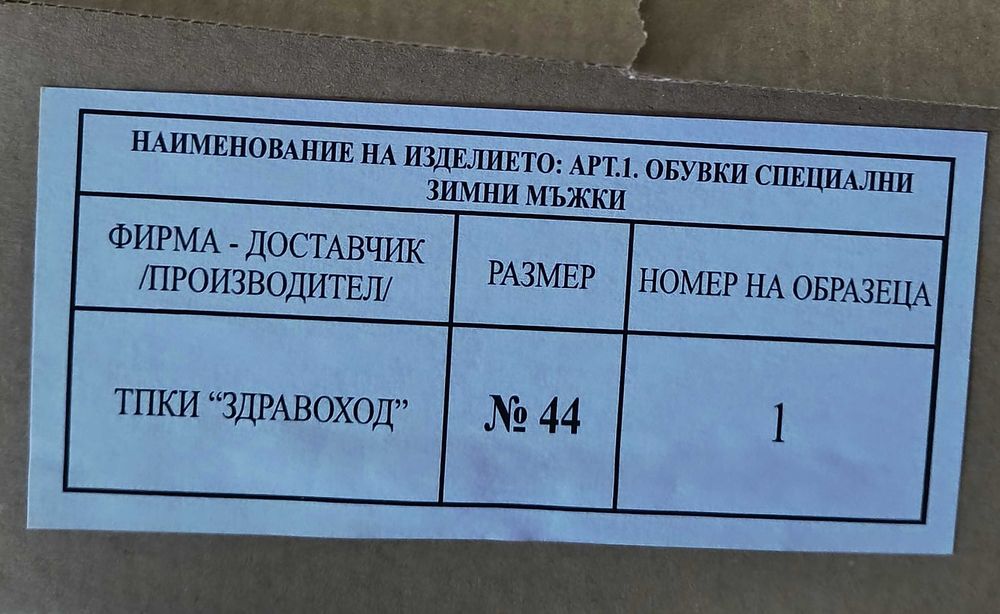 НАИМЕНОВАНИЕ НА ИЗДЕЛИЕТО: АРТ.1. ОБУВКИ СПЕЦИАЛНИ
ЗИМНИ МЪЖКИ
ФИРМА - ДОСТАВЧИК
/ПРОИЗВОДИТЕЛ/
РАЗМЕР
НОМЕР НА ОБРАЗЕЦА
ТПКИ “ЗДРАВОХОД”
№ 44
1